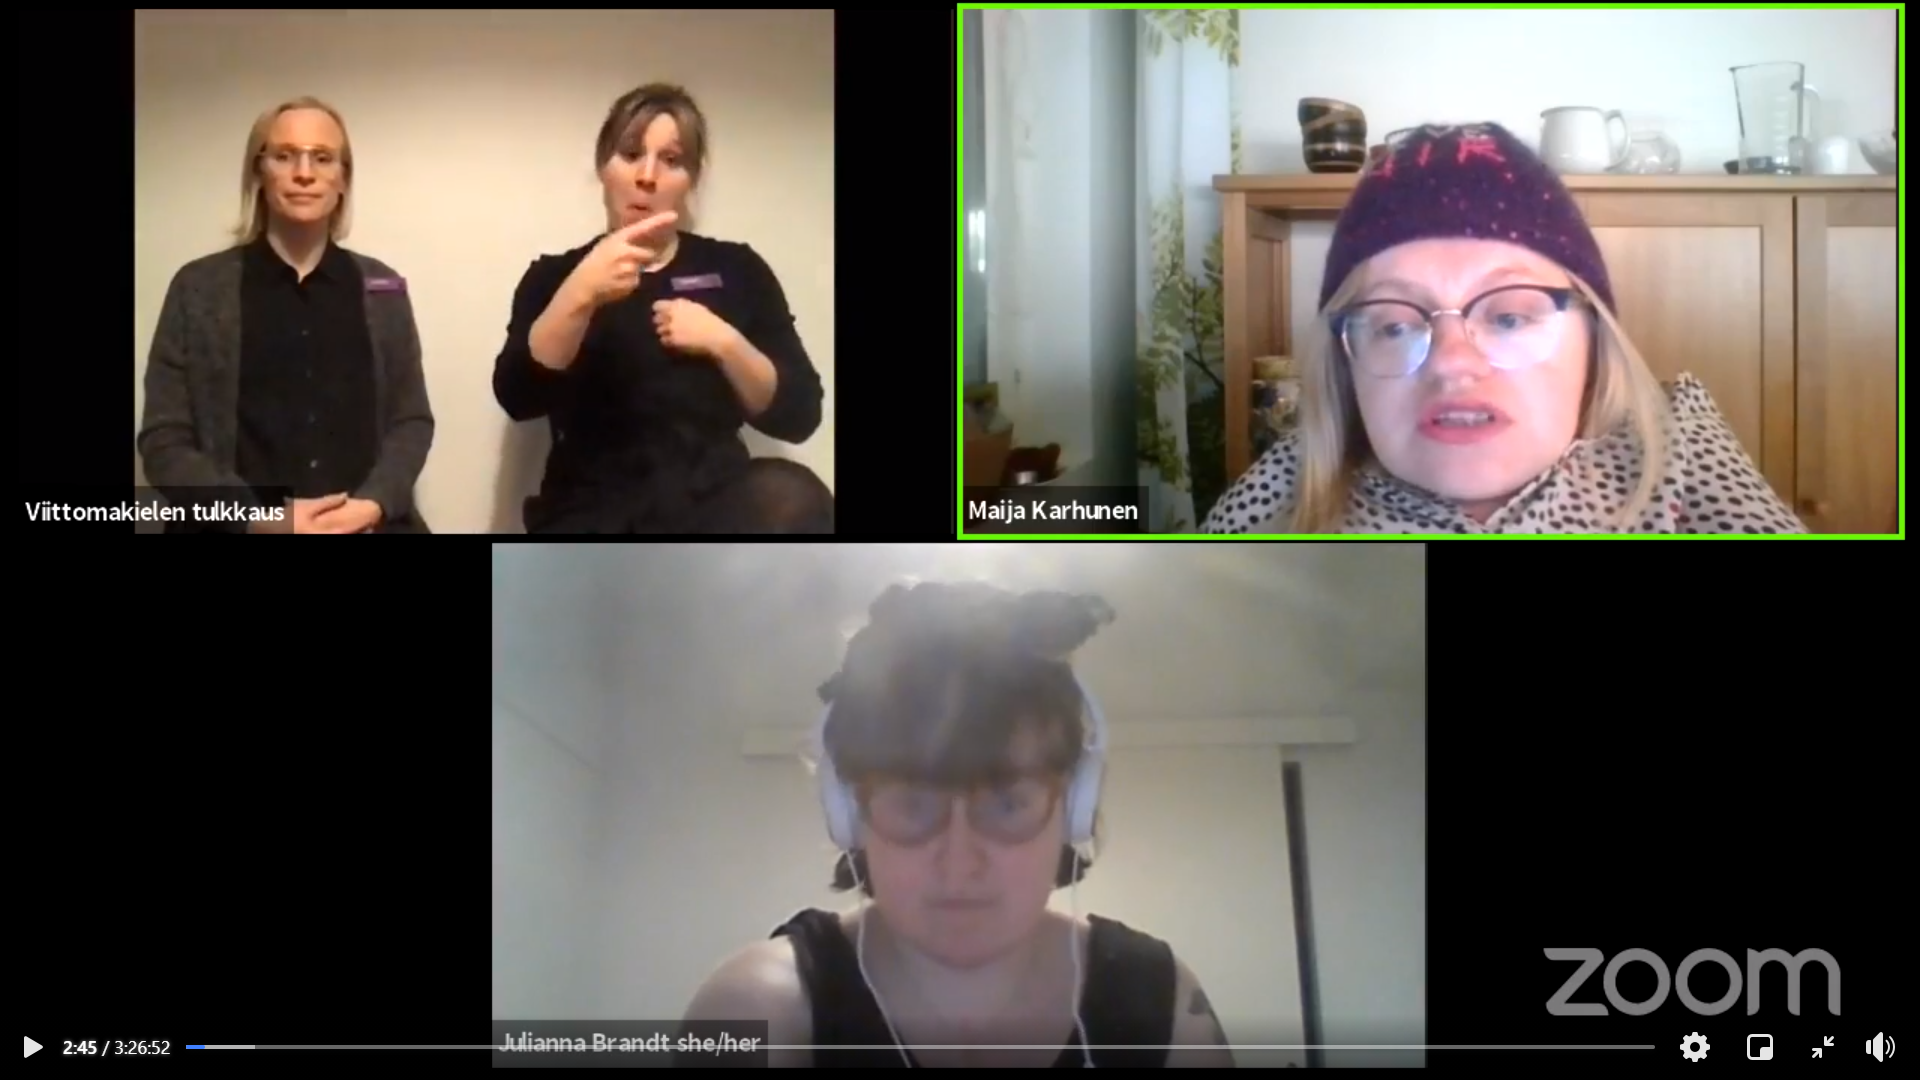 Viittomakielen tulkkaus
Maija Karhunen
Julianna Brandt she/her
zoom
2:45 / 3:26:52